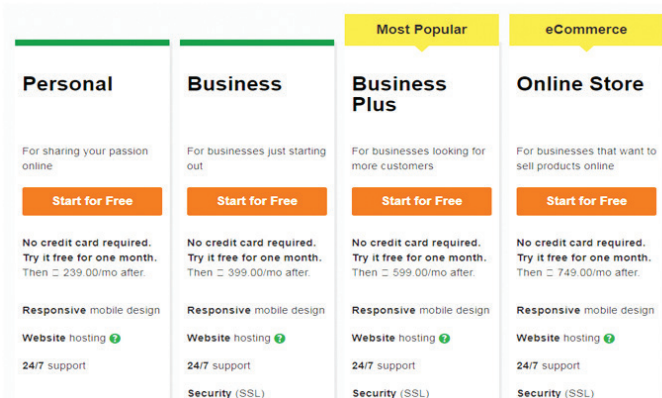 Most Popular
eCommerce
Personal
For sharing your passion
online
Start for Free
No credit card required.
Try it free for one month.
Then □ 239.00/mo after.
Responsive mobile design
Website hosting ?
24/7 support
Business
For businesses just starting
out
Start for Free
No credit card required.
Try it free for one month.
Then □ 399.00/mo after.
Responsive mobile design
Website hosting ?
24/7 support
Security (SSL)
Business
Plus
For businesses looking for
more customers
Start for Free
No credit card required.
Try it free for one month.
Then □ 599.00/mo after.
Responsive mobile design
Website hosting ?
24/7 support
Security (SSL)
Online Store
For businesses that want to
sell products online
Start for Free
No credit card required.
Try it free for one month.
Then □ 749.00/mo after.
Responsive mobile design
Website hosting ?
24/7 support
Security (SSL)